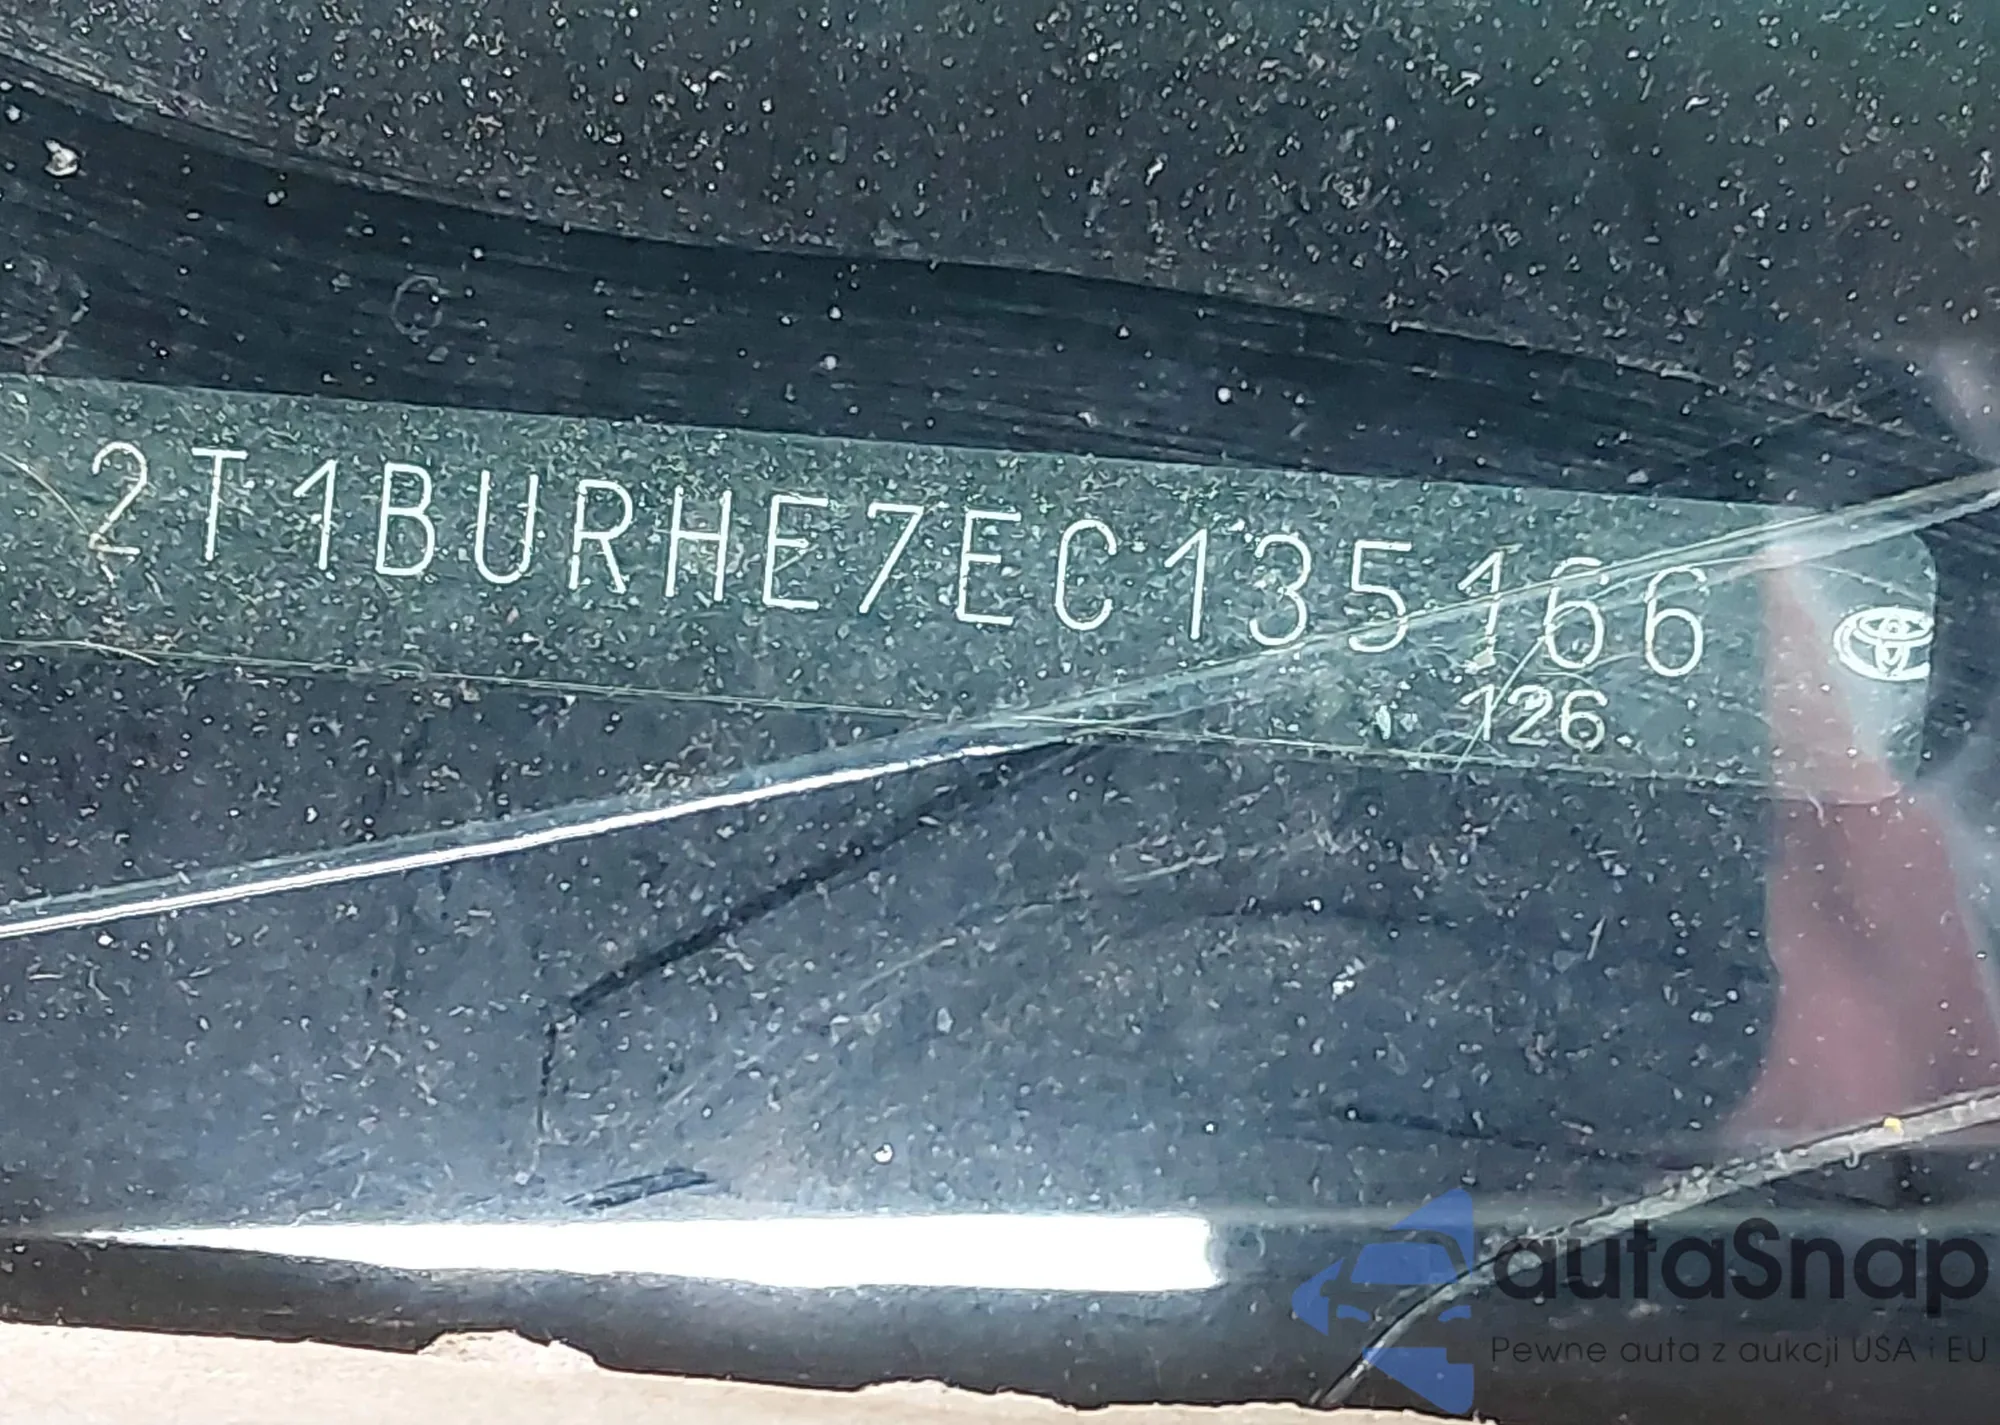 2T1BURHE7EC135166
126
autaSnap
Pewne auta z aukcji USA i EU